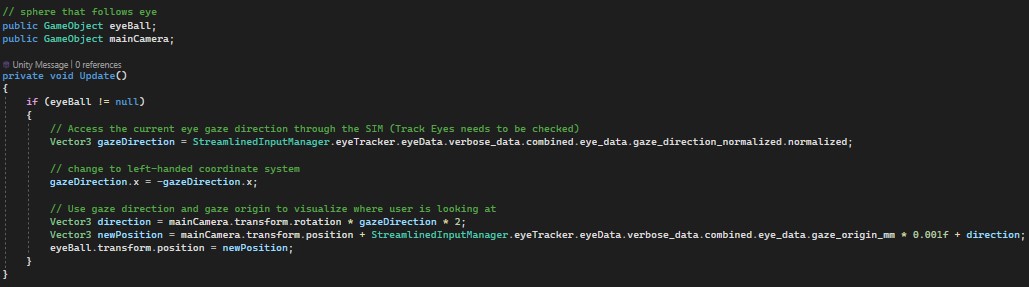 // sphere that follows eye
public GameObject eyeBall;
public GameObject mainCamera;
Unity Message | 0 references
private void Update()
{
if (eyeBall != null)
{
// Access the current eye gaze direction through the SIM (Track Eyes needs to be checked)
Vector3 gazeDirection = StreamlinedInputManager.eyeTracker.eyeData.verbose_data.combined.eye_data.gaze_direction_normalized.normalized;
// change to left-handed coordinate system
gazeDirection.x = -gazeDirection.x;
// Use gaze direction and gaze origin to visualize where user is looking at
Vector3 direction = mainCamera.transform.rotation * gazeDirection * 2;
Vector3 newPosition = mainCamera.transform.position + StreamlinedInputManager.eyeTracker.eyeData.verbose_data.combined.eye_data.gaze_origin_mm * 0.001f + direction;
eyeBall.transform.position = newPosition;
}
}